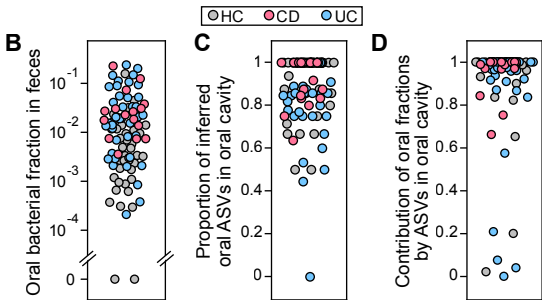 HC CD UC
B
Oral bacterial fraction in feces
10⁻¹
10⁻²
10⁻³
10⁻⁴
0
C
Proportion of inferred
oral ASVs in oral cavity
1
0.8
0.6
0.4
0.2
0
D
Contribution of oral fractions
by ASVs in oral cavity
1
0.8
0.6
0.4
0.2
0